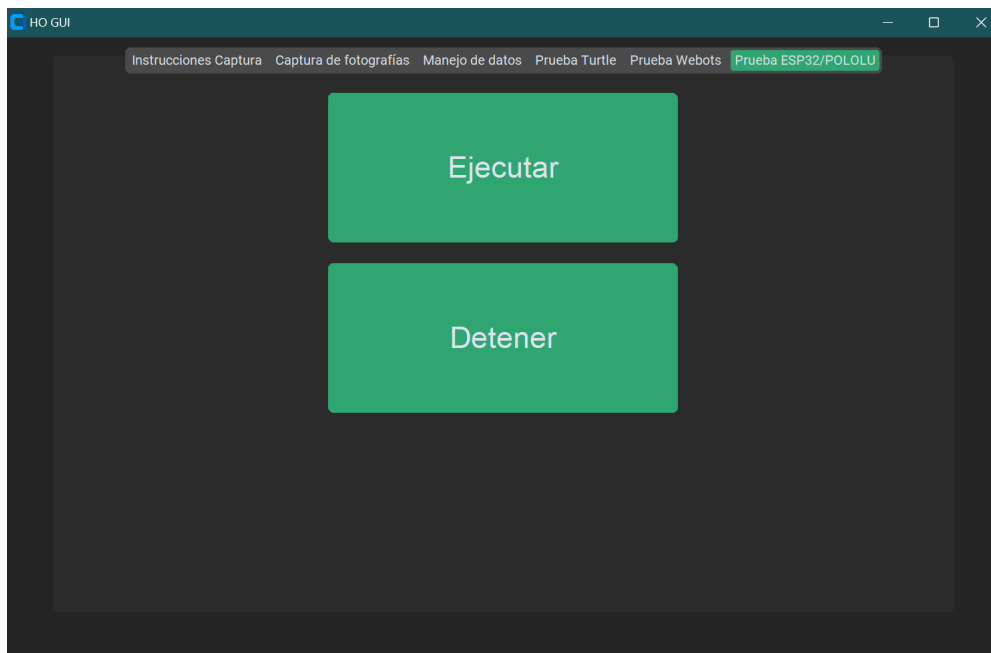 HO GUI
Instrucciones Captura Captura de fotografías Manejo de datos Prueba Turtle Prueba Webots Prueba ESP32/POLOLU
Ejecutar
Detener